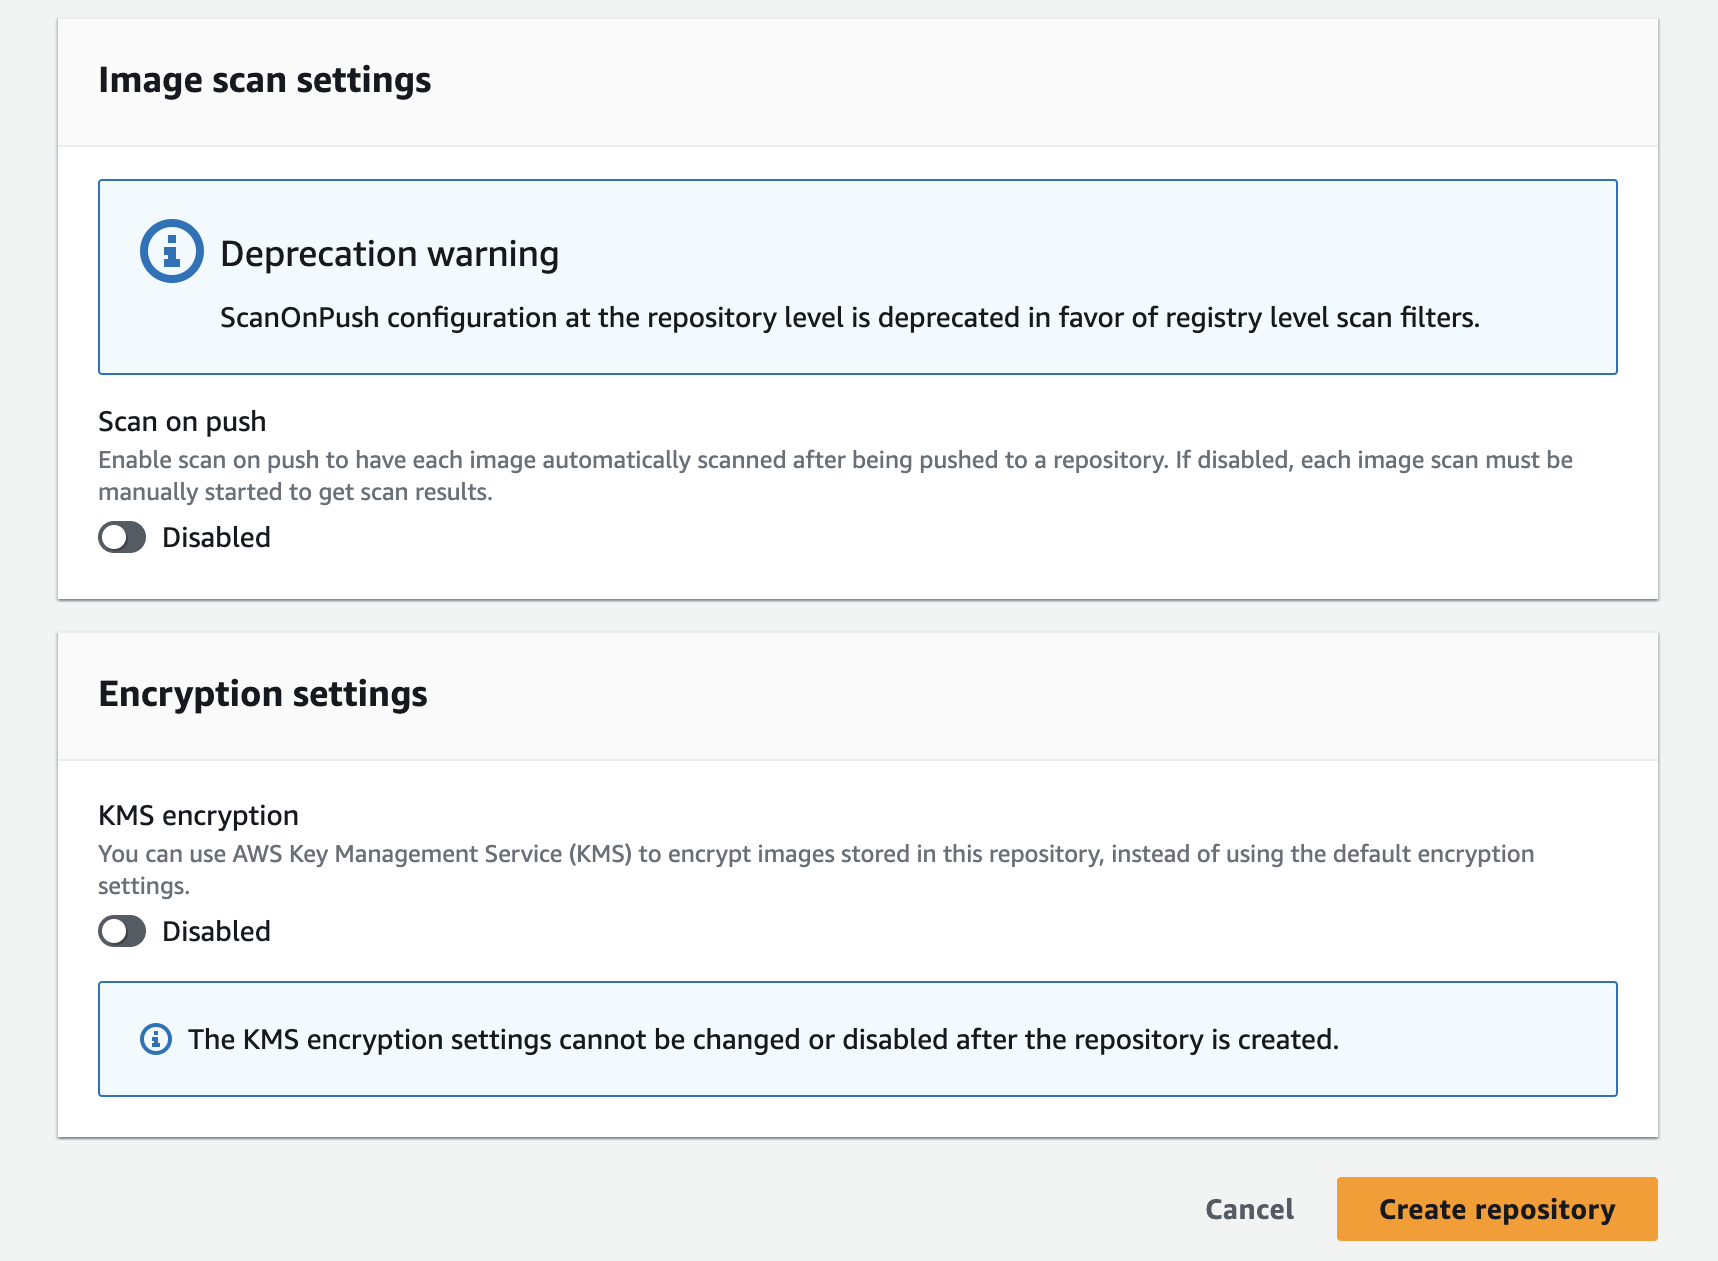 Image scan settings
Deprecation warning
ScanOnPush configuration at the repository level is deprecated in favor of registry level scan filters.
Scan on push
Enable scan on push to have each image automatically scanned after being pushed to a repository. If disabled, each image scan must be
manually started to get scan results.
Disabled
Encryption settings
KMS encryption
You can use AWS Key Management Service (KMS) to encrypt images stored in this repository, instead of using the default encryption
settings.
Disabled
The KMS encryption settings cannot be changed or disabled after the repository is created.
Cancel
Create repository